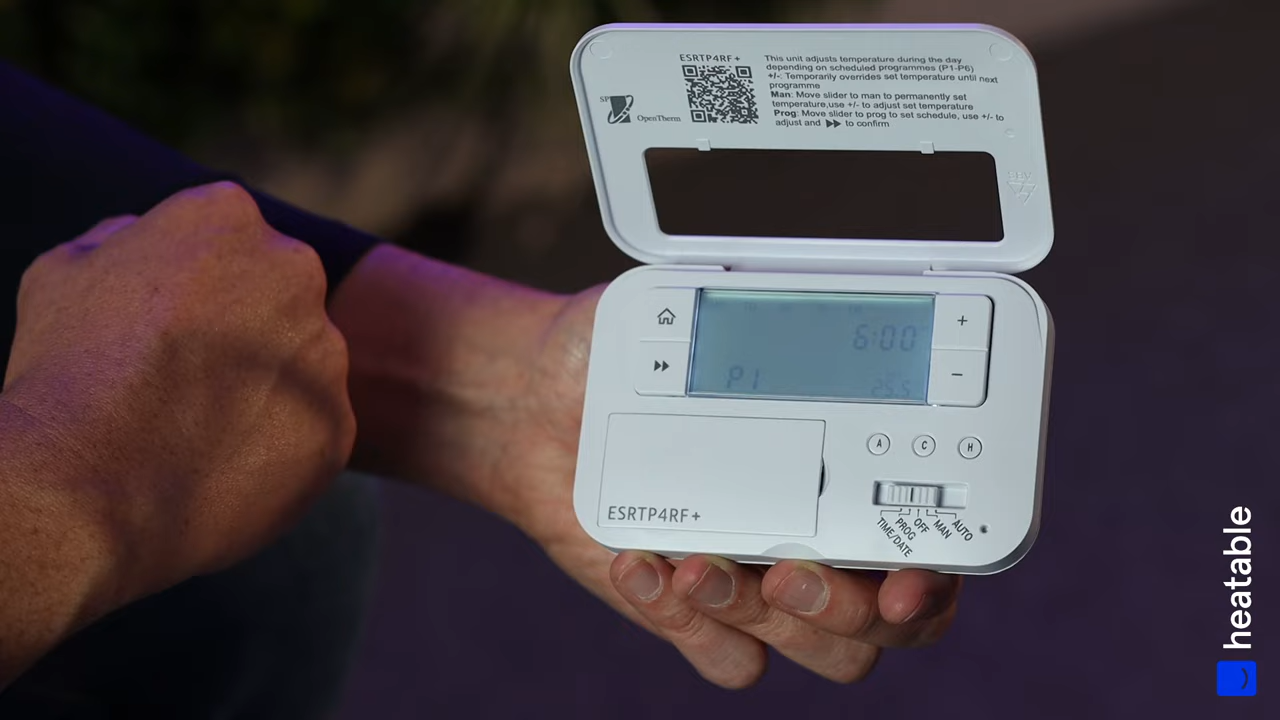 ESRTP4RF+
This unit adjusts temperature during the day
depending on scheduled programmes (P1-P6)
+/-: Temporarily overrides set temperature until next
programme
Man: Move slider to man to permanently set
temperature,use +/- to adjust set temperature
Prog: Move slider to prog to set schedule, use +/- to
adjust and ▶▶ to confirm
OpenTherm
6:00
P1
25.5
+
−
A C H
ESRTP4RF+
TIME/DATE
PROG
OFF
MAN
AUTO
heatable